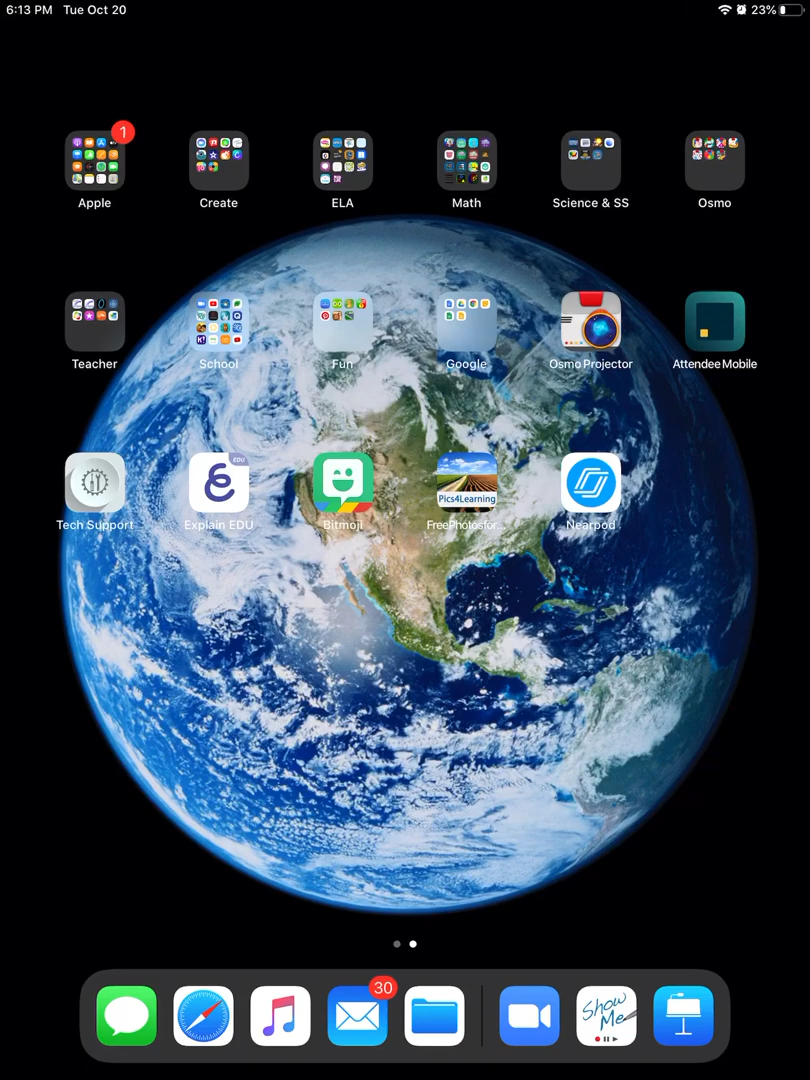 6:13 PM Tue Oct 20
23%
1
Apple
Create
ELA
Math
Science & SS
Osmo
Teacher
School
Fun
Google
Osmo Projector
Attendee Mobile
EDU
Pics4Learning
Tech Support
Explain EDU
Bitmoji
FreePhotosfor...
Nearpod
30
Show
Me